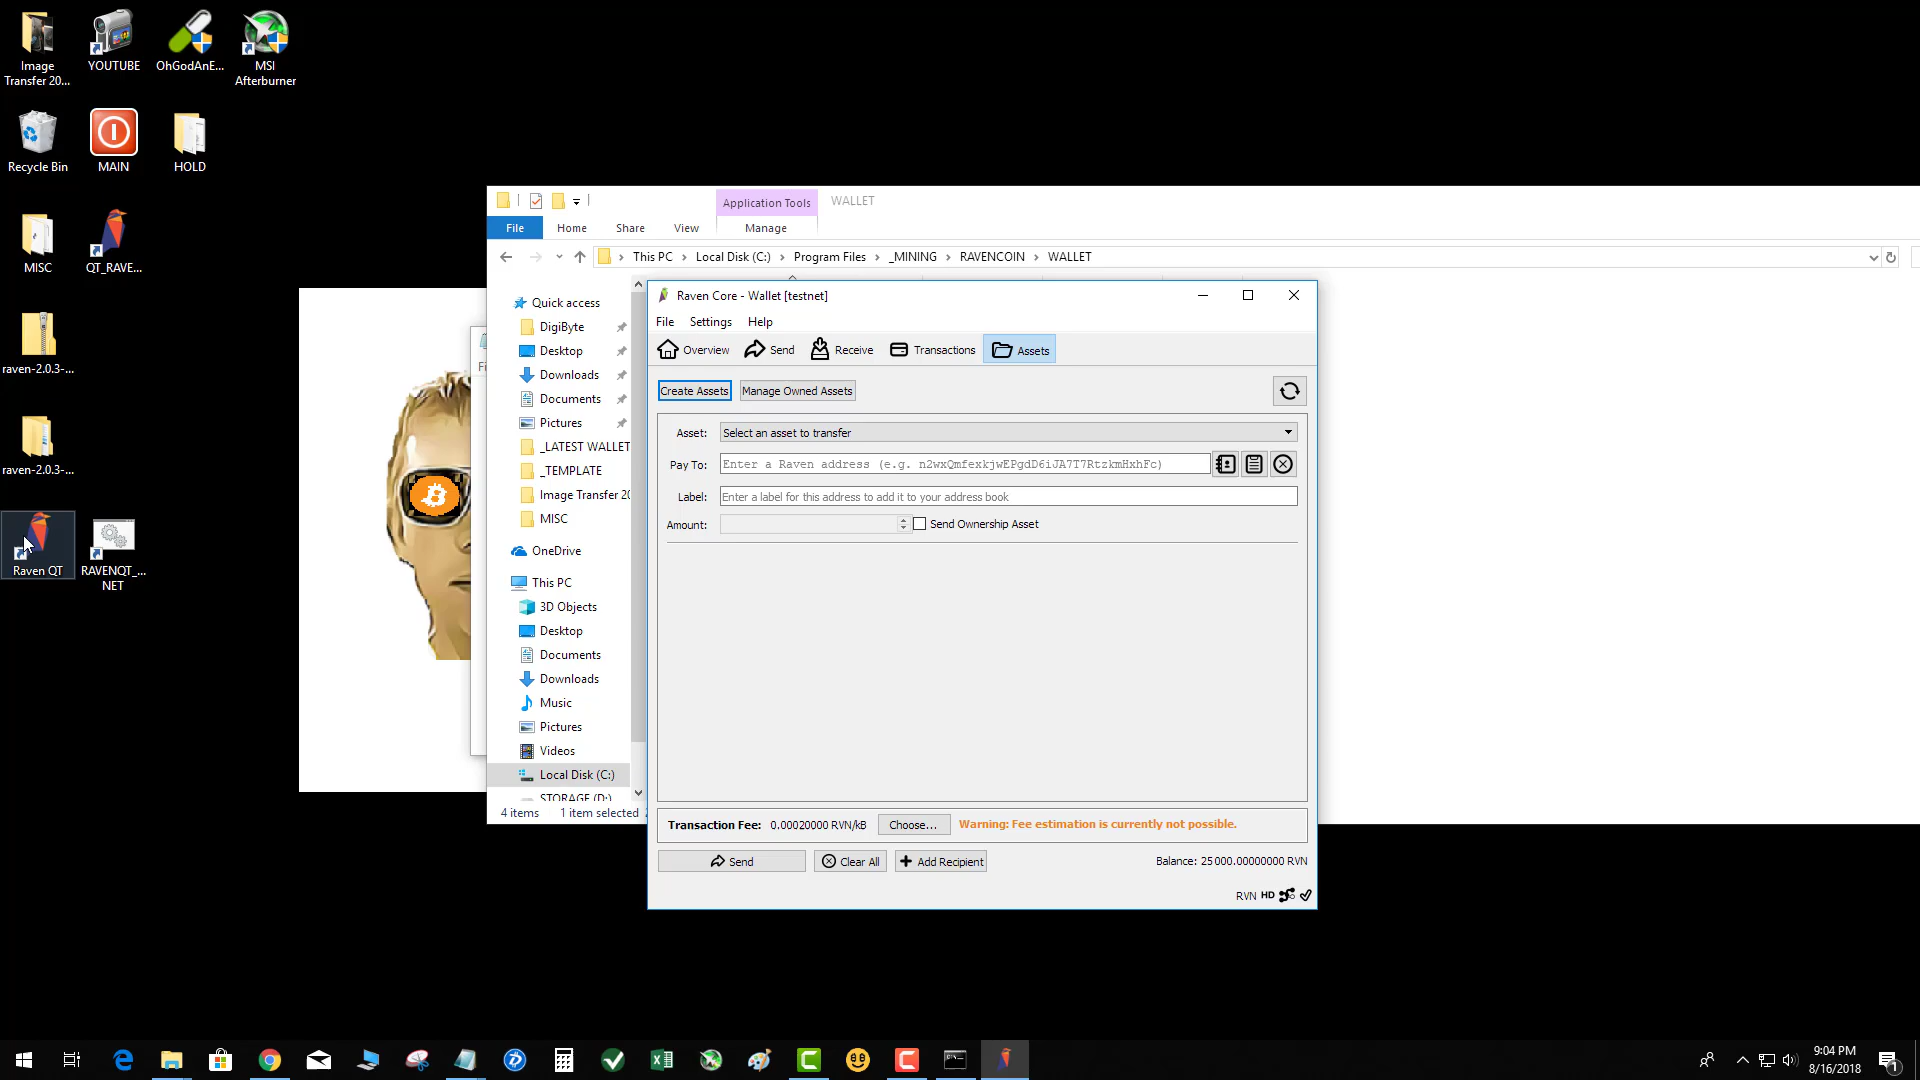 Image
Transfer 20...
YOUTUBE
OhGodAnE...
MSI
Afterburner
Recycle Bin
MAIN
HOLD
MISC
QT_RAVE...
raven-2.0.3-...
raven-2.0.3-...
Raven QT
RAVENQT_...
NET
Application Tools
WALLET
File
Home
Share
View
Manage
This PC
Local Disk (C:)
Program Files
_MINING
RAVENCOIN
WALLET
Quick access
DigiByte
Desktop
Downloads
Documents
Pictures
_LATEST WALLET
_TEMPLATE
Image Transfer 20
MISC
OneDrive
This PC
3D Objects
Desktop
Documents
Downloads
Music
Pictures
Videos
Local Disk (C:)
STORAGE (D:)
4 items 1 item selected
Raven Core - Wallet [testnet]
File Settings Help
Overview Send Receive Transactions Assets
Create Assets Manage Owned Assets
Asset: Select an asset to transfer
Pay To: Enter a Raven address (e.g. n2wxQmfexkjwEPgdD6iJA7T7RtzkmHxhFc)
Label: Enter a label for this address to add it to your address book
Amount: Send Ownership Asset
Transaction Fee: 0.00020000 RVN/kB Choose... Warning: Fee estimation is currently not possible.
Send Clear All Add Recipient Balance: 25 000.00000000 RVN
RVN HD
9:04 PM
8/16/2018
1